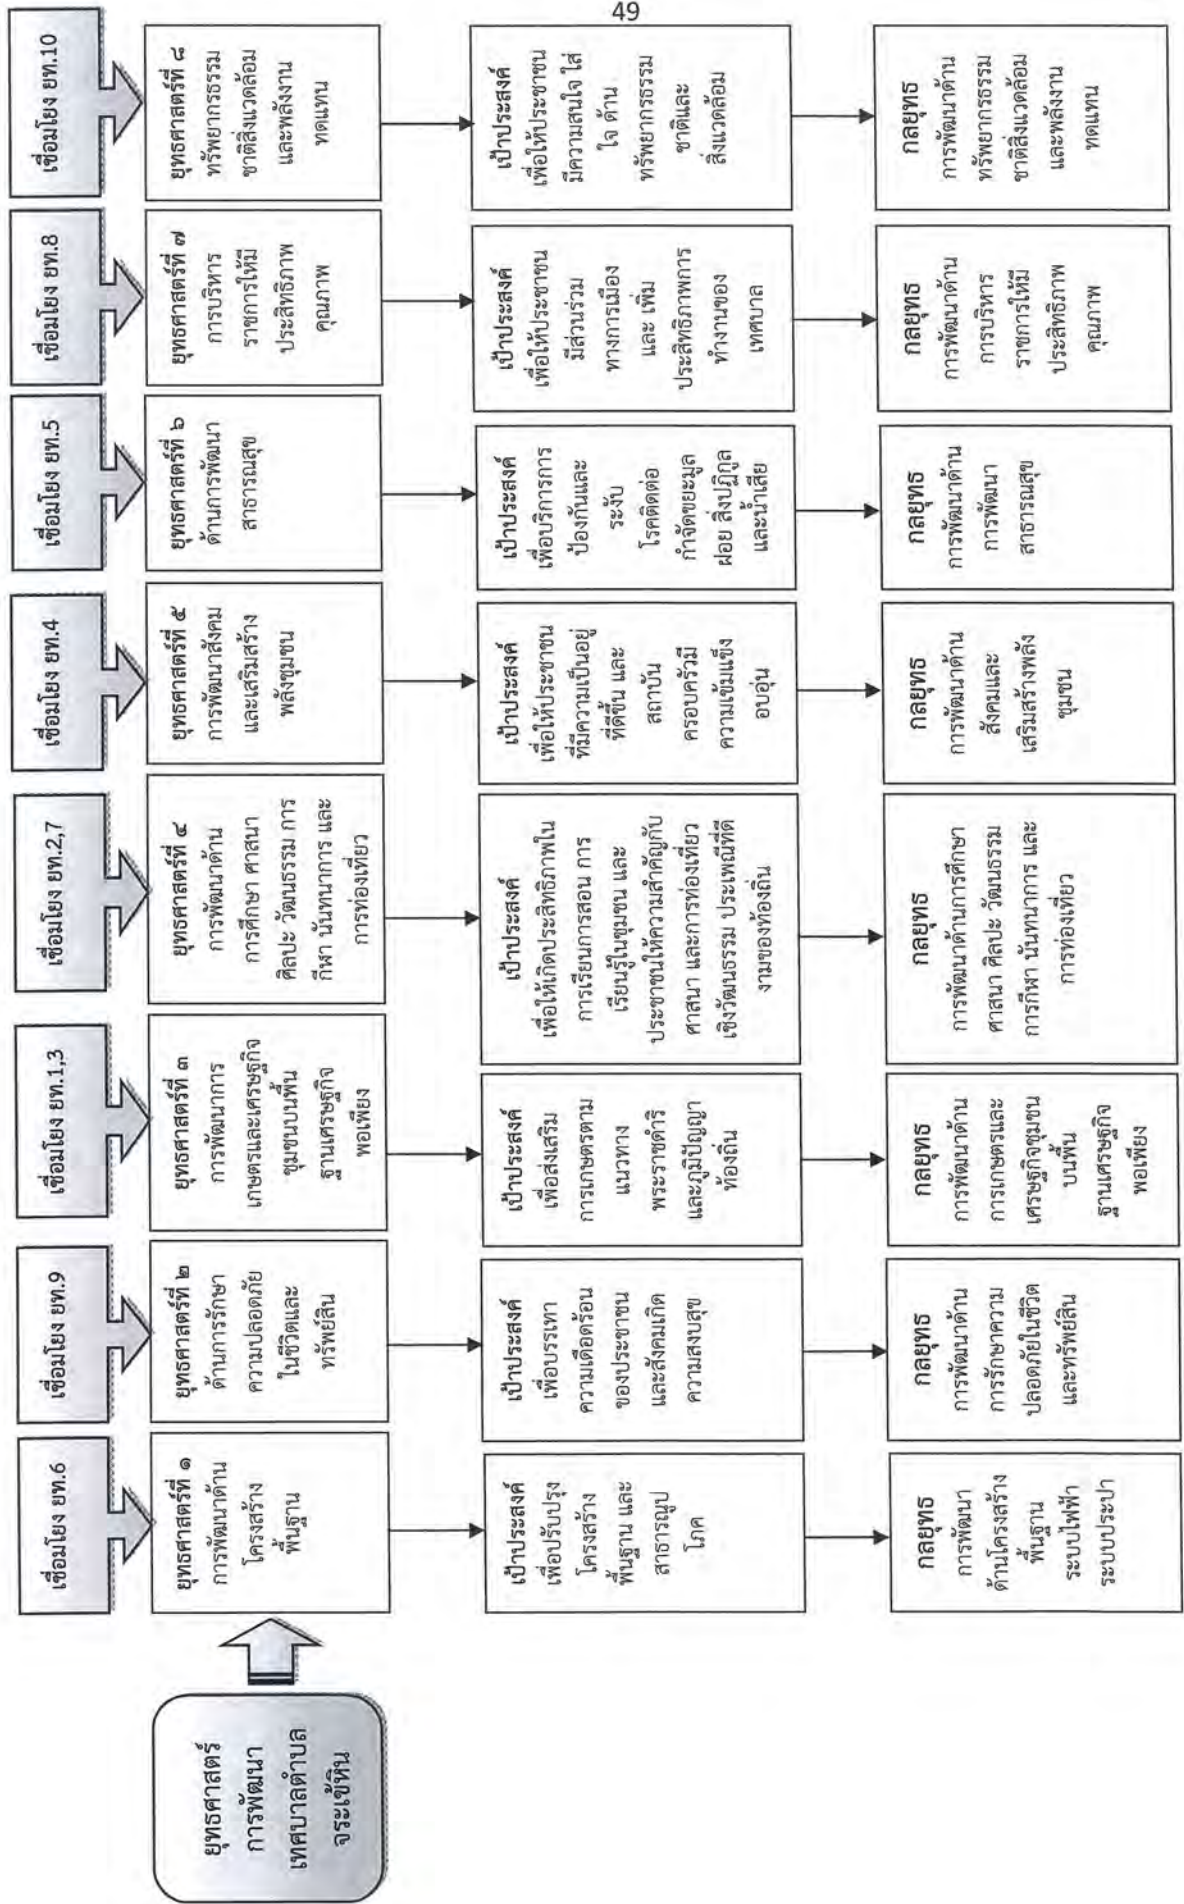 49
ยุทธศาสตร์
การพัฒนา
เทศบาลตำบล
จระเข้หิน
เชื่อมโยง ยท.6
เชื่อมโยง ยท.9
เชื่อมโยง ยท.1,3
เชื่อมโยง ยท.2,7
เชื่อมโยง ยท.4
เชื่อมโยง ยท.5
เชื่อมโยง ยท.8
เชื่อมโยง ยท.10
ยุทธศาสตร์ที่ ๑
การพัฒนาด้าน
โครงสร้าง
พื้นฐาน
ยุทธศาสตร์ที่ ๒
ด้านการรักษา
ความปลอดภัย
ในชีวิตและ
ทรัพย์สิน
ยุทธศาสตร์ที่ ๓
การพัฒนาการ
เกษตรและเศรษฐกิจ
ชุมชนบนพื้น
ฐานเศรษฐกิจ
พอเพียง
ยุทธศาสตร์ที่ ๔
การพัฒนาด้าน
การศึกษา ศาสนา
ศิลปะ วัฒนธรรม การ
กีฬา นันทนาการ และ
การท่องเที่ยว
ยุทธศาสตร์ที่ ๕
การพัฒนาสังคม
และเสริมสร้าง
พลังชุมชน
ยุทธศาสตร์ที่ ๖
ด้านการพัฒนา
สาธารณสุข
ยุทธศาสตร์ที่ ๗
การบริหาร
ราชการให้มี
ประสิทธิภาพ
คุณภาพ
ยุทธศาสตร์ที่ ๘
ทรัพยากรธรรม
ชาติสิ่งแวดล้อม
และพลังงาน
ทดแทน
เป้าประสงค์
เพื่อปรับปรุง
โครงสร้าง
พื้นฐาน และ
สาธารณูป
โภค
เป้าประสงค์
เพื่อบรรเทา
ความเดือดร้อน
ของประชาชน
และสังคมเกิด
ความสงบสุข
เป้าประสงค์
เพื่อส่งเสริม
การเกษตรตาม
แนวทาง
พระราชดำริ
และภูมิปัญญา
ท้องถิ่น
เป้าประสงค์
เพื่อให้เกิดประสิทธิภาพใน
การเรียนการสอน การ
เรียนรู้ในชุมชน และ
ประชาชนให้ความสำคัญกับ
ศาสนา และการท่องเที่ยว
เชิงวัฒนธรรม ประเพณีที่ดี
งามของท้องถิ่น
เป้าประสงค์
เพื่อให้ประชาชน
ที่มีความเป็นอยู่
ที่ดีขึ้น และ
สถาบัน
ครอบครัวมี
ความเข้มแข็ง
อบอุ่น
เป้าประสงค์
เพื่อบริการการ
ป้องกันและ
ระงับ
โรคติดต่อ
กำจัดขยะมูล
ฝอย สิ่งปฏิกูล
และน้ำเสีย
เป้าประสงค์
เพื่อให้ประชาชน
มีส่วนร่วม
ทางการเมือง
และ เพิ่ม
ประสิทธิภาพการ
ทำงานของ
เทศบาล
เป้าประสงค์
เพื่อให้ประชาชน
มีความสนใจ ใส่
ใจ ด้าน
ทรัพยากรธรรม
ชาติและ
สิ่งแวดล้อม
กลยุทธ
การพัฒนา
ด้านโครงสร้าง
พื้นฐาน
ระบบไฟฟ้า
ระบบประปา
กลยุทธ
การพัฒนาด้าน
การรักษาความ
ปลอดภัยในชีวิต
และทรัพย์สิน
กลยุทธ
การพัฒนาด้าน
การเกษตรและ
เศรษฐกิจชุมชน
บนพื้น
ฐานเศรษฐกิจ
พอเพียง
กลยุทธ
การพัฒนาด้านการศึกษา
ศาสนา ศิลปะ วัฒนธรรม
การกีฬา นันทนาการ และ
การท่องเที่ยว
กลยุทธ
การพัฒนาด้าน
สังคมและ
เสริมสร้างพลัง
ชุมชน
กลยุทธ
การพัฒนาด้าน
การพัฒนา
สาธารณสุข
กลยุทธ
การพัฒนาด้าน
การบริหาร
ราชการให้มี
ประสิทธิภาพ
คุณภาพ
กลยุทธ
การพัฒนาด้าน
ทรัพยากรธรรม
ชาติสิ่งแวดล้อม
และพลังงาน
ทดแทน